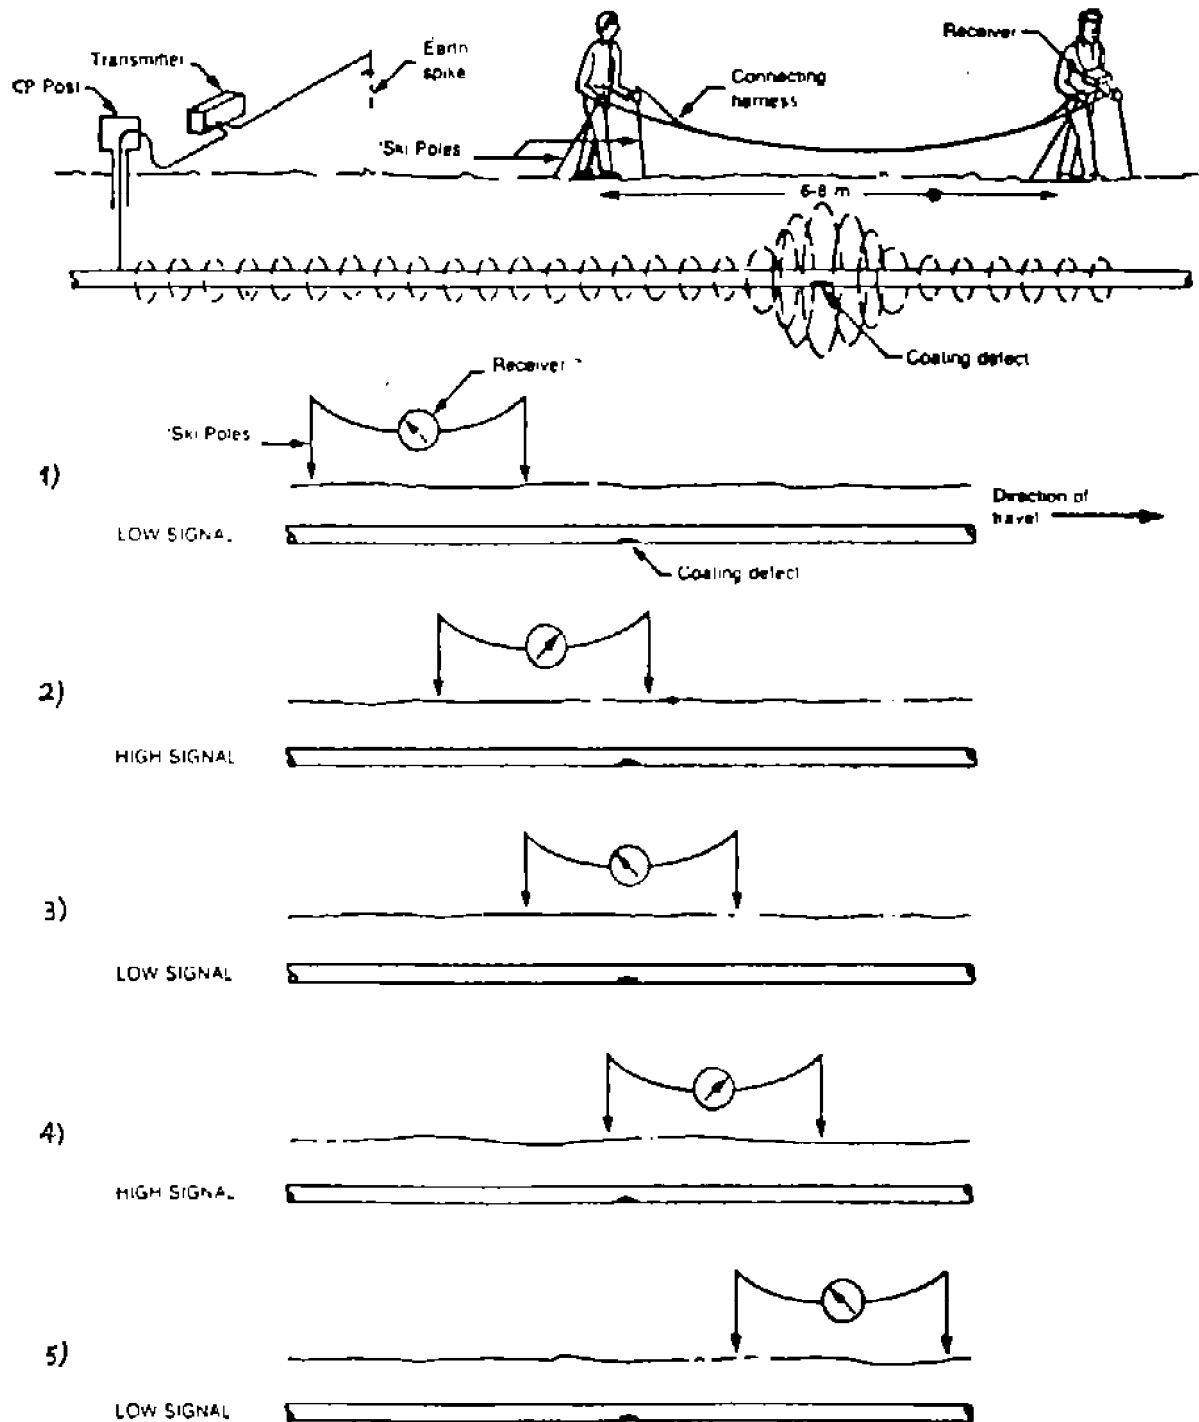 Transmitter
Earth
spike
CP Post
Receiver
Connecting
harness
'Ski Poles
6-8 m
Coating defect
Receiver
'Ski Poles
1)
LOW SIGNAL
Direction of
travel
Coating defect
2)
HIGH SIGNAL
3)
LOW SIGNAL
4)
HIGH SIGNAL
5)
LOW SIGNAL